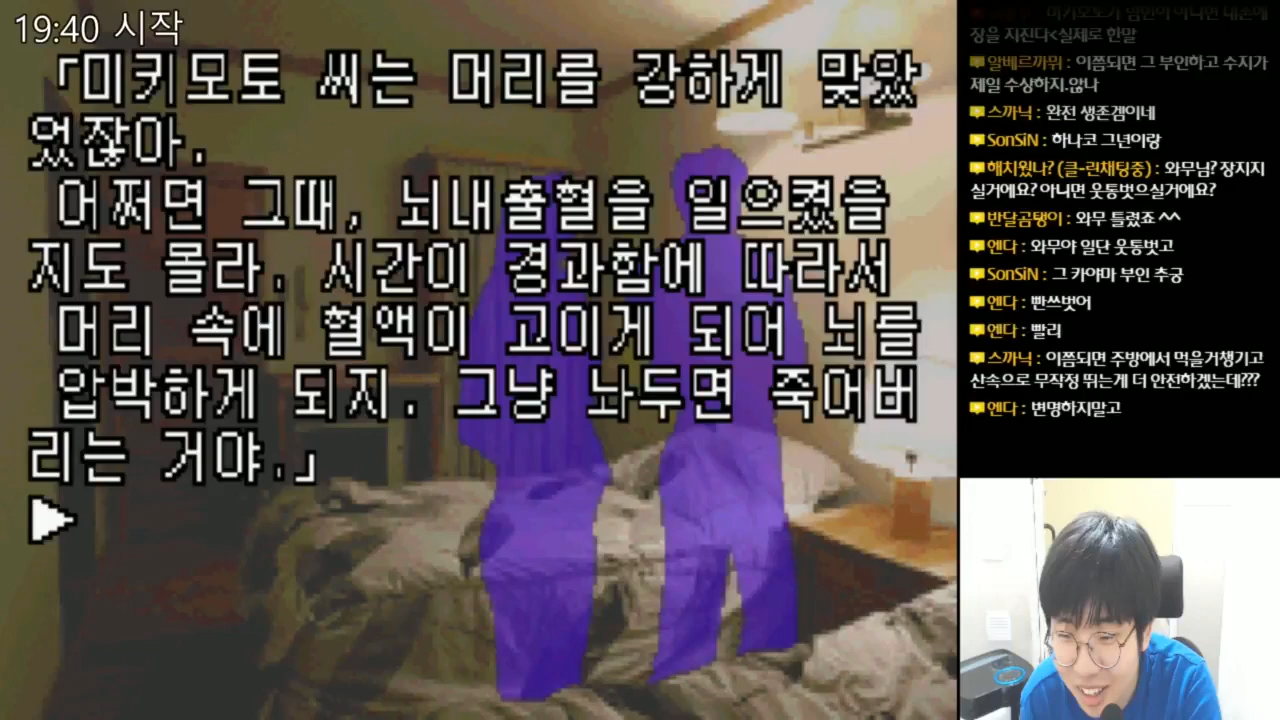 19:40 시작
「미키모토 씨는 머리를 강하게 맞았
었잖아.
어쩌면 그때, 뇌내출혈을 일으켰을
지도 몰라. 시간이 경과함에 따라서
머리 속에 혈액이 고이게 되어 뇌를
압박하게 되지. 그냥 놔두면 죽어버
리는 거야.」
장을 지진다<실제로 한말
알베르까뮈 : 이쯤되면 그 부인하고 수지가
제일 수상하지.않나
스까닉 : 완전 생존겜이네
SonSiN : 하나코 그년이랑
해치웠나? (클-린채팅중) : 와무님? 장지지
실거에요? 아니면 웃통벗으실거에요?
반달곰탱이 : 와무 틀렸죠 ^^
엔다 : 와무야 일단 웃통벗고
SonSiN : 그 카야마 부인 추궁
엔다 : 빤쓰벗어
엔다 : 빨리
스까닉 : 이쯤되면 주방에서 먹을거챙기고
산속으로 무작정 뛰는게 더 안전하겠는데???
엔다 : 변명하지말고